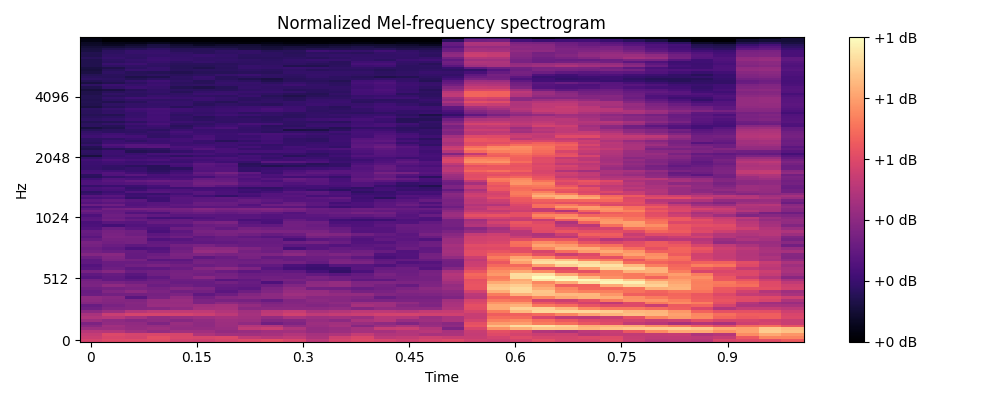 Normalized Mel-frequency spectrogram
Hz
4096
2048
1024
512
0
0 0.15 0.3 0.45 0.6 0.75 0.9
Time
+1 dB
+1 dB
+1 dB
+0 dB
+0 dB
+0 dB